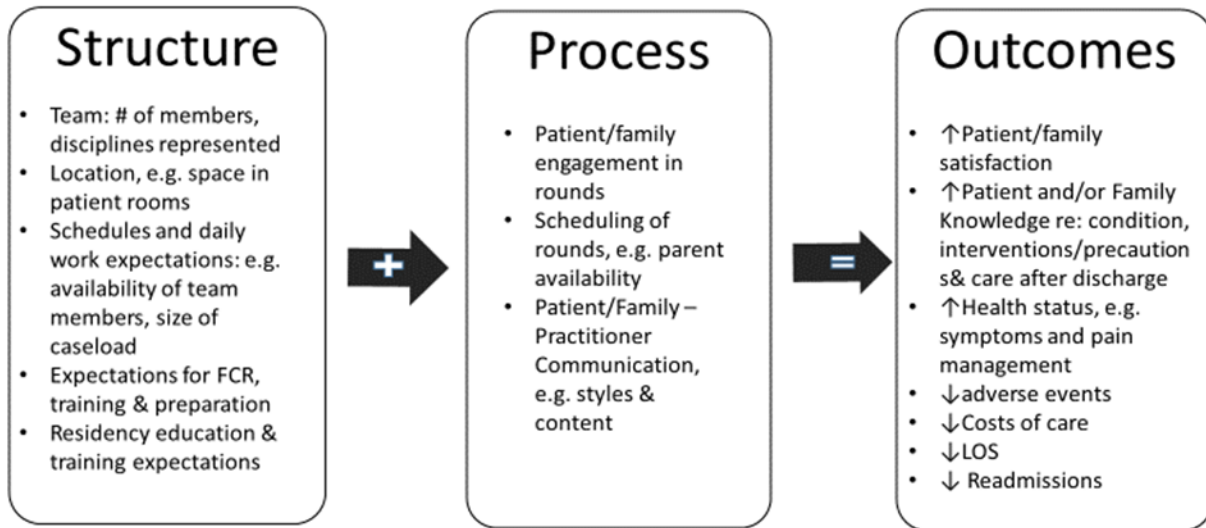 Structure
• Team: # of members,
disciplines represented
• Location, e.g. space in
patient rooms
• Schedules and daily
work expectations: e.g.
availability of team
members, size of
caseload
• Expectations for FCR,
training & preparation
• Residency education &
training expectations
+
Process
• Patient/family
engagement in
rounds
• Scheduling of
rounds, e.g. parent
availability
• Patient/Family –
Practitioner
Communication,
e.g. styles &
content
=
Outcomes
• ↑Patient/family
satisfaction
• ↑Patient and/or Family
Knowledge re: condition,
interventions/precaution
s& care after discharge
• ↑Health status, e.g.
symptoms and pain
management
• ↓adverse events
• ↓Costs of care
• ↓LOS
• ↓ Readmissions